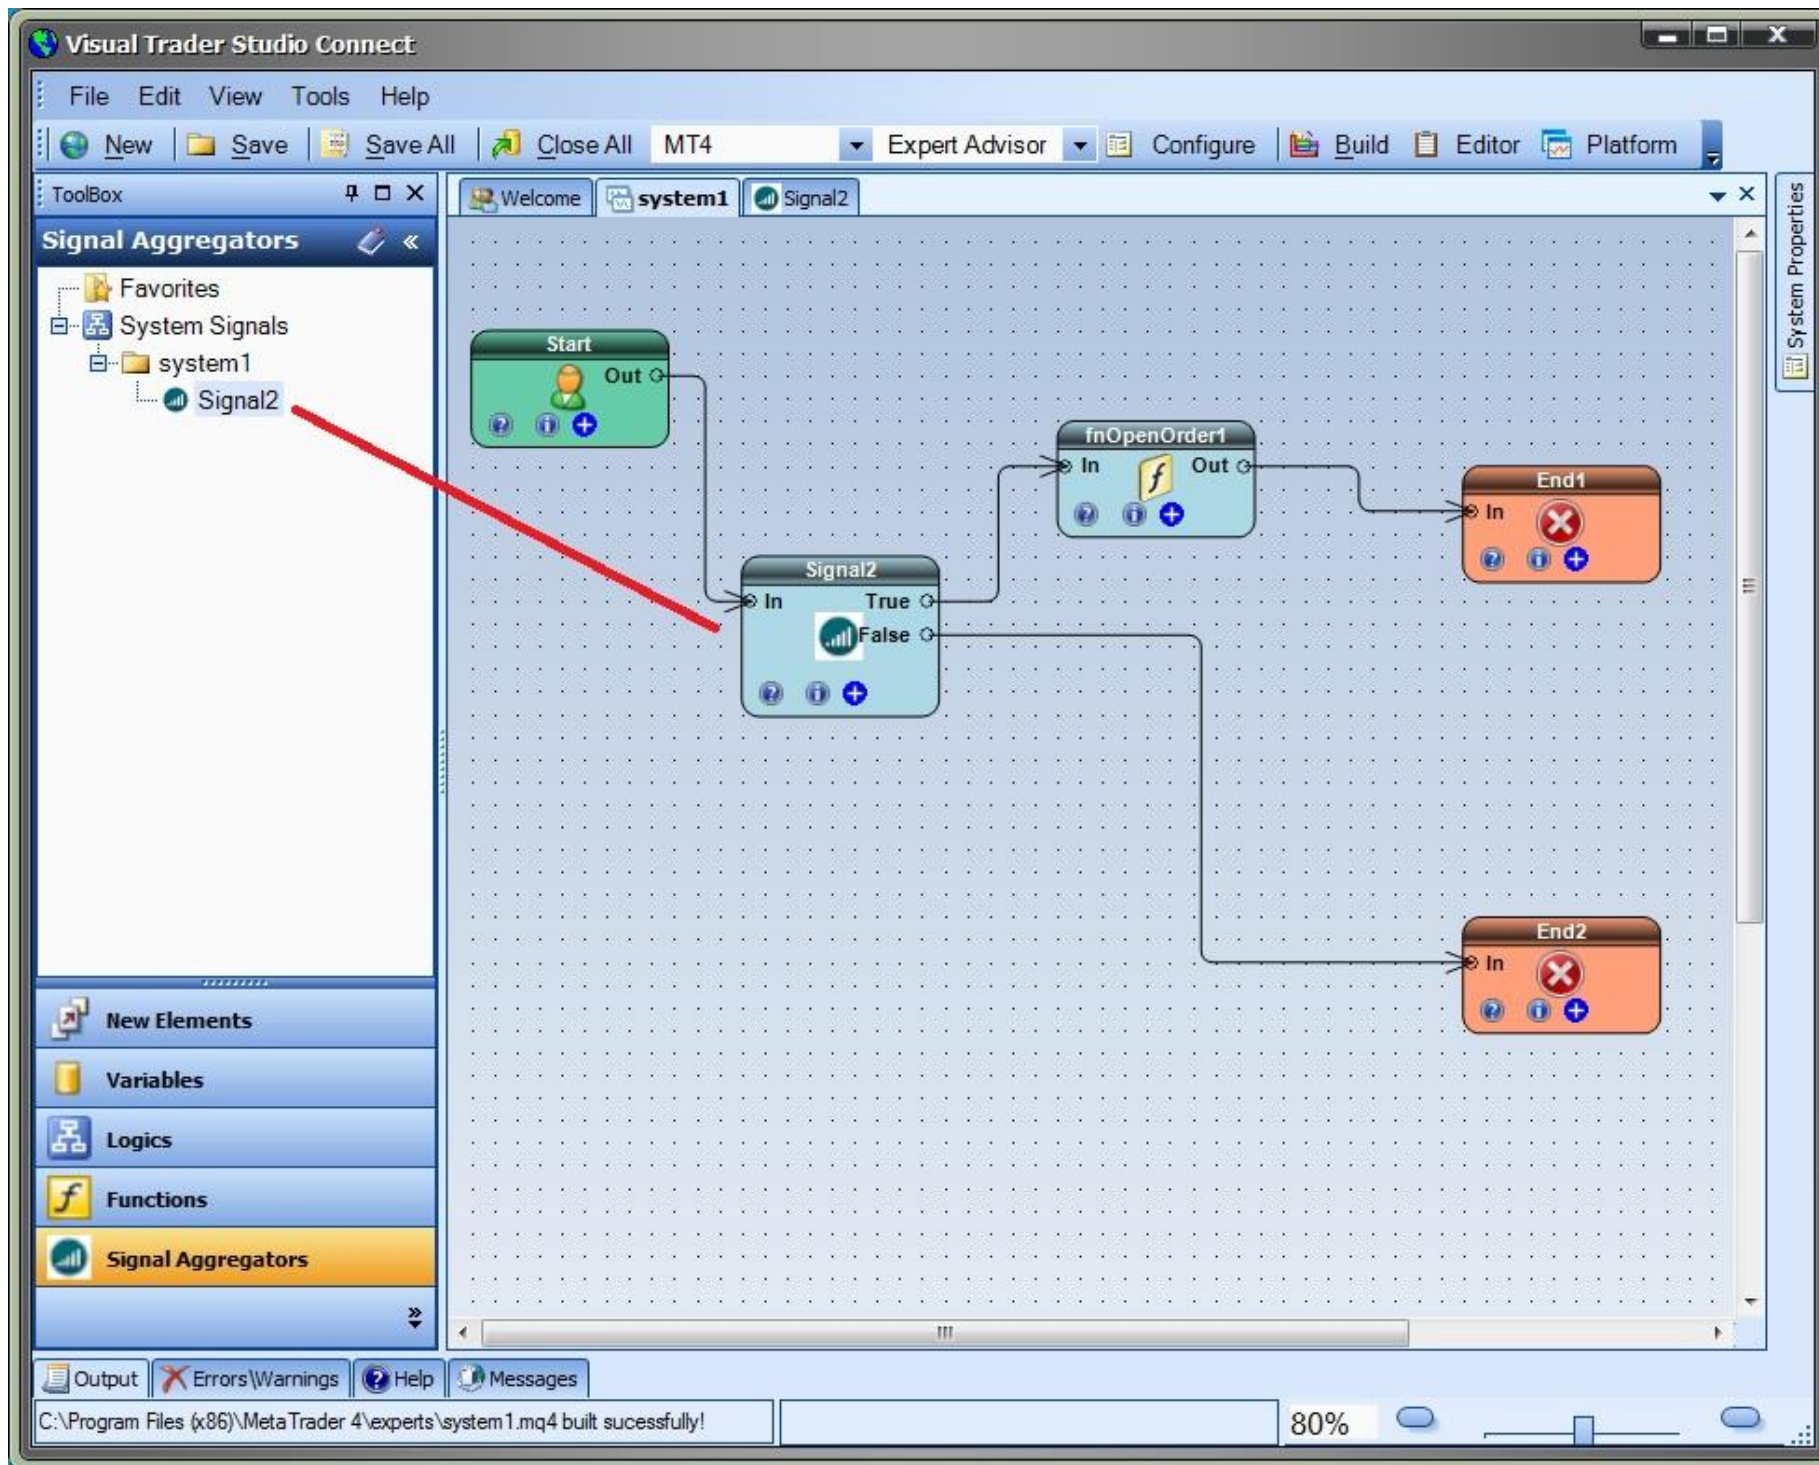 Visual Trader Studio Connect
File Edit View Tools Help
New Save Save All Close All MT4 Expert Advisor Configure Build Editor Platform
ToolBox
Welcome system1 Signal2
System Properties
Signal Aggregators
Favorites
System Signals
system1
Signal2
Start
Out
fnOpenOrder1
In Out
End1
In
Signal2
In True
False
End2
In
New Elements
Variables
Logics
Functions
Signal Aggregators
Output Errors\Warnings Help Messages
C:\Program Files (x86)\MetaTrader 4\experts\system1.mq4 built sucessfully!
80%